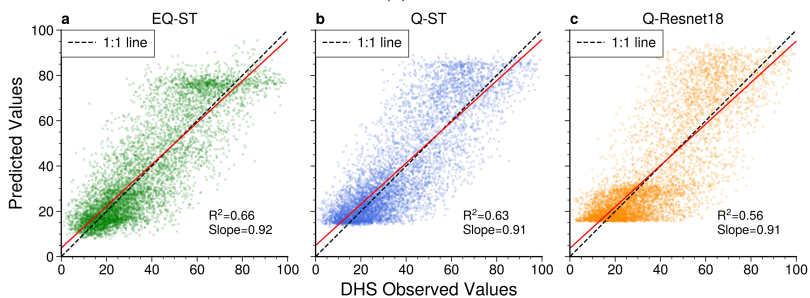 a EQ-ST
b Q-ST
c Q-Resnet18
1:1 line
1:1 line
1:1 line
Predicted Values
100
80
60
40
20
0
R²=0.66
Slope=0.92
R²=0.63
Slope=0.91
R²=0.56
Slope=0.91
0 20 40 60 80 100
0 20 40 60 80 100
0 20 40 60 80 100
DHS Observed Values